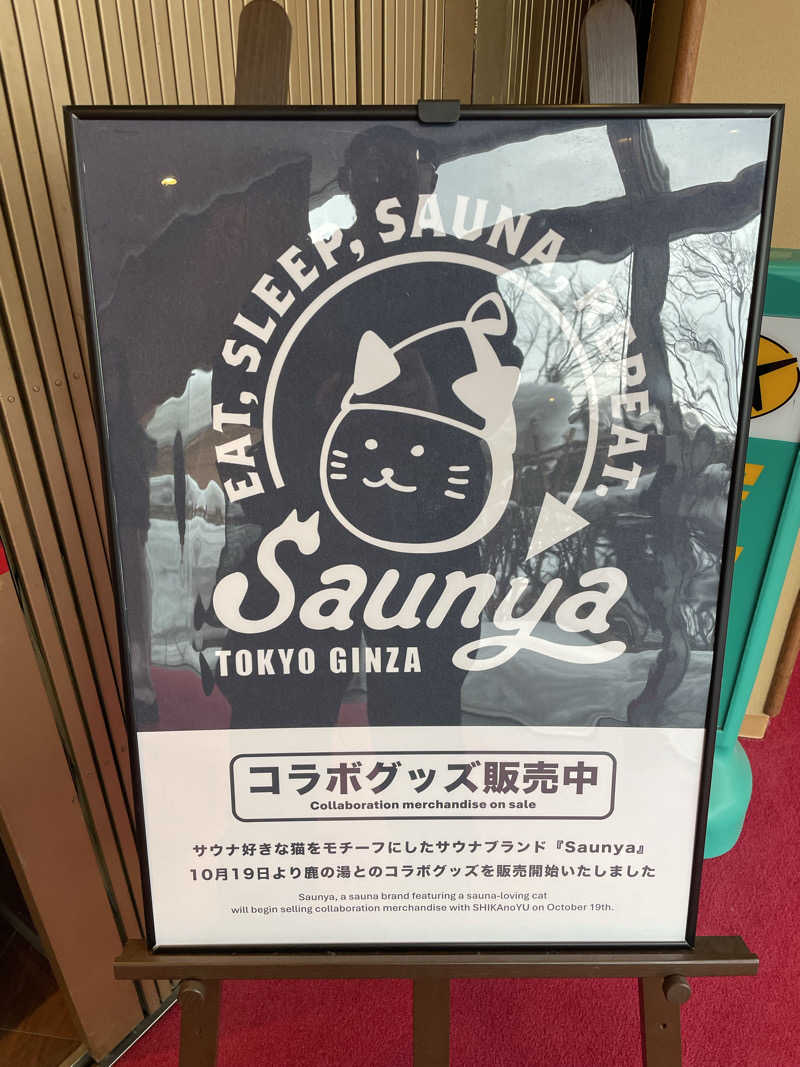 EAT, SLEEP, SAUNA, REPEAT.
Saunya
TOKYO GINZA
コラボグッズ販売中
Collaboration merchandise on sale
サウナ好きな猫をモチーフにしたサウナブランド『Saunya』
10月19日より鹿の湯とのコラボグッズを販売開始いたしました
Saunya, a sauna brand featuring a sauna-loving cat
will begin selling collaboration merchandise with SHIKAnoYU on October 19th.